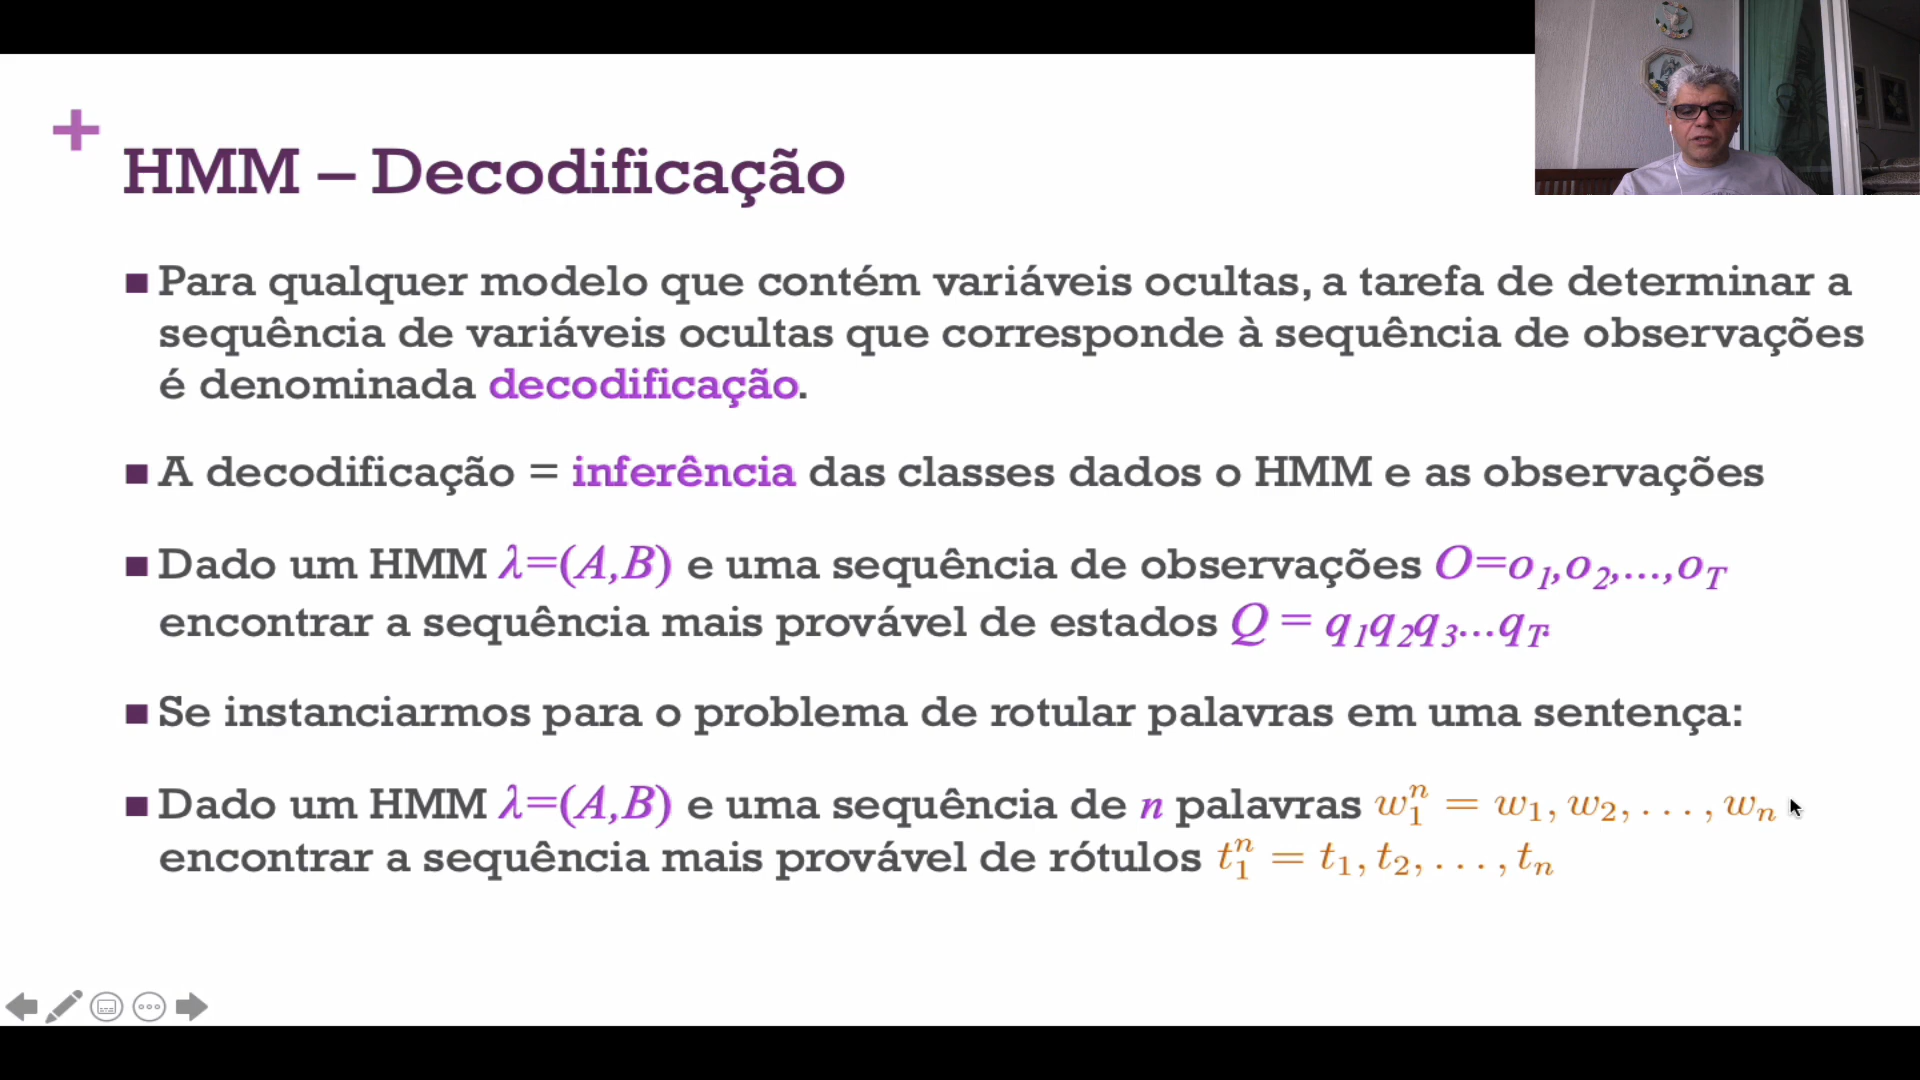 +
HMM – Decodificação
■ Para qualquer modelo que contém variáveis ocultas, a tarefa de determinar a
sequência de variáveis ocultas que corresponde à sequência de observações
é denominada decodificação.
■ A decodificação = inferência das classes dados o HMM e as observações
■ Dado um HMM λ=(A,B) e uma sequência de observações O=o₁,o₂,...,o_T
encontrar a sequência mais provável de estados Q = q₁q₂q₃...q_T.
■ Se instanciarmos para o problema de rotular palavras em uma sentença:
■ Dado um HMM λ=(A,B) e uma sequência de n palavras w₁ⁿ = w₁, w₂, . . . , wₙ
encontrar a sequência mais provável de rótulos t₁ⁿ = t₁, t₂, . . . , tₙ